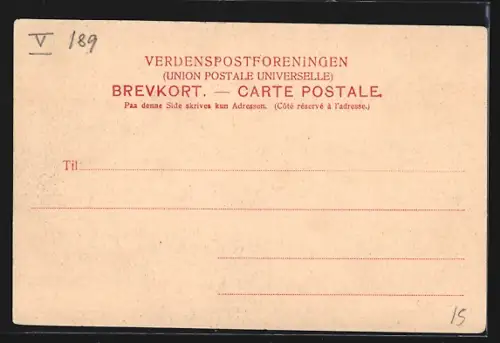 V 189
VERDENSPOSTFORENINGEN
(UNION POSTALE UNIVERSELLE)
BREVKORT. — CARTE POSTALE.
Paa denne Side skrives kun Adressen. (Côté réservé à l'adresse.)
Til
15